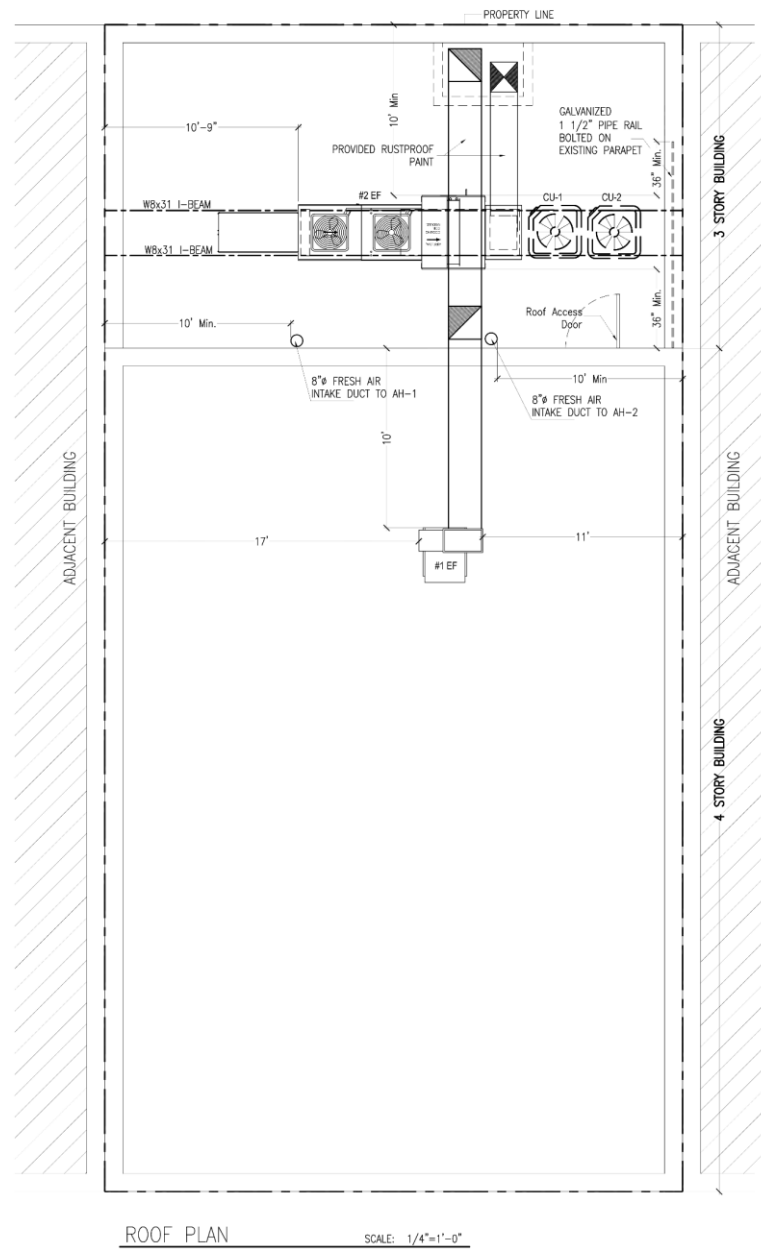 PROPERTY LINE
10'-9"
10' Min
PROVIDED RUSTPROOF
PAINT
GALVANIZED
1 1/2" PIPE RAIL
BOLTED ON
EXISTING PARAPET
36" Min.
3 STORY BUILDING
W8x31 I-BEAM
#2 EF
CU-1
CU-2
W8x31 I-BEAM
10' Min.
Roof Access
Door
36" Min.
8"ø FRESH AIR
INTAKE DUCT TO AH-1
10' Min
8"ø FRESH AIR
INTAKE DUCT TO AH-2
10'
ADJACENT BUILDING
ADJACENT BUILDING
17'
11'
#1 EF
4 STORY BUILDING
ROOF PLAN
SCALE: 1/4"=1'-0"